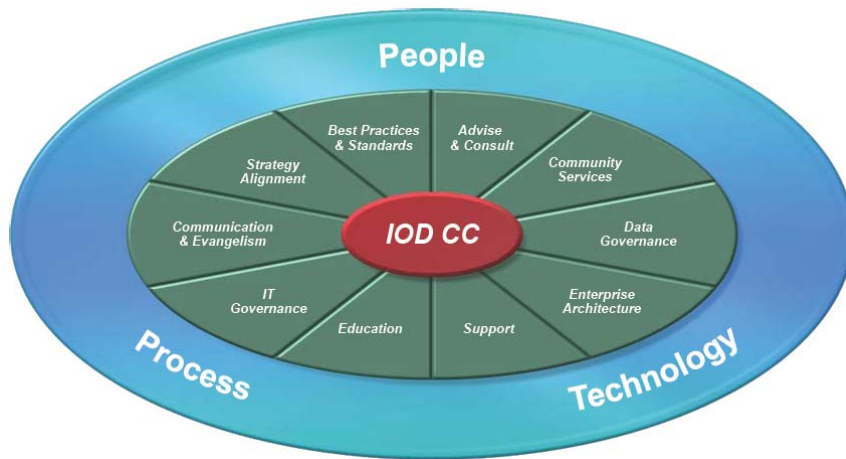 People
Best Practices
& Standards
Advise
& Consult
Strategy
Alignment
Community
Services
Communication
& Evangelism
IOD CC
Data
Governance
IT
Governance
Enterprise
Architecture
Education
Support
Process
Technology